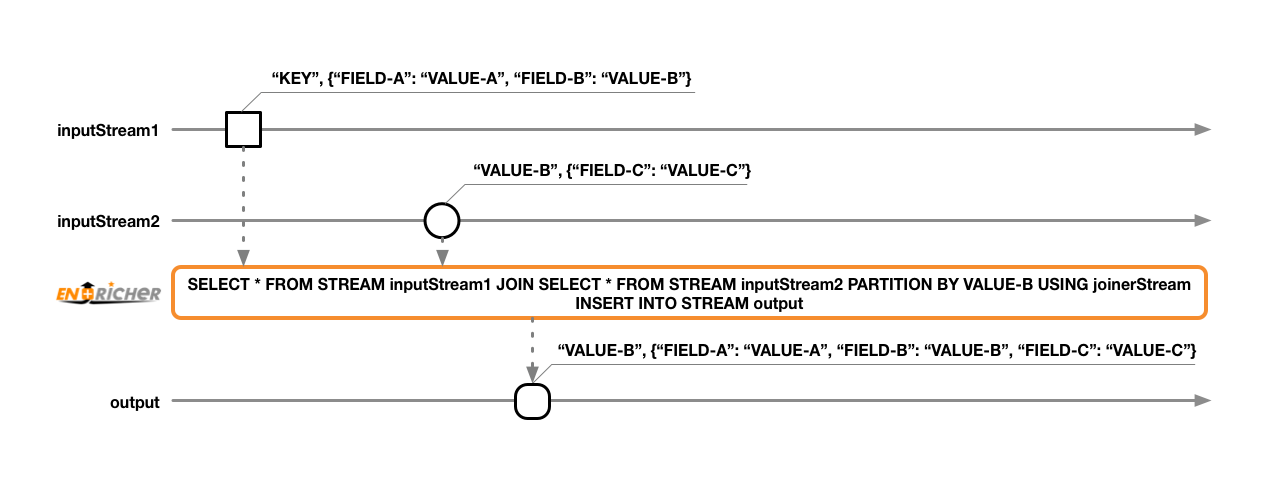 “KEY”, {“FIELD-A”: “VALUE-A”, “FIELD-B”: “VALUE-B”}
inputStream1
“VALUE-B”, {“FIELD-C”: “VALUE-C”}
inputStream2
ENRICHER
SELECT * FROM STREAM inputStream1 JOIN SELECT * FROM STREAM inputStream2 PARTITION BY VALUE-B USING joinerStream
INSERT INTO STREAM output
“VALUE-B”, {“FIELD-A”: “VALUE-A”, “FIELD-B”: “VALUE-B”, “FIELD-C”: “VALUE-C”}
output